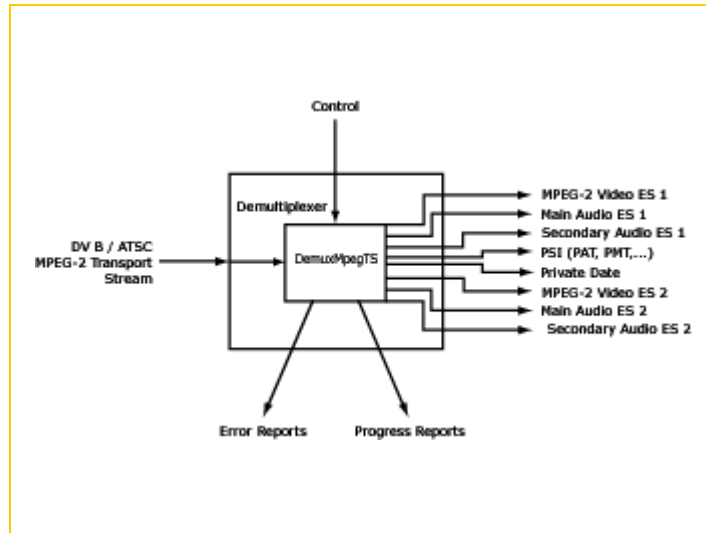 Control
Demultiplexer
DV B / ATSC
MPEG-2 Transport
Stream
DemuxMpegTS
MPEG-2 Video ES 1
Main Audio ES 1
Secondary Audio ES 1
PSI (PAT, PMT,...)
Private Date
MPEG-2 Video ES 2
Main Audio ES 2
Secondary Audio ES 2
Error Reports
Progress Reports